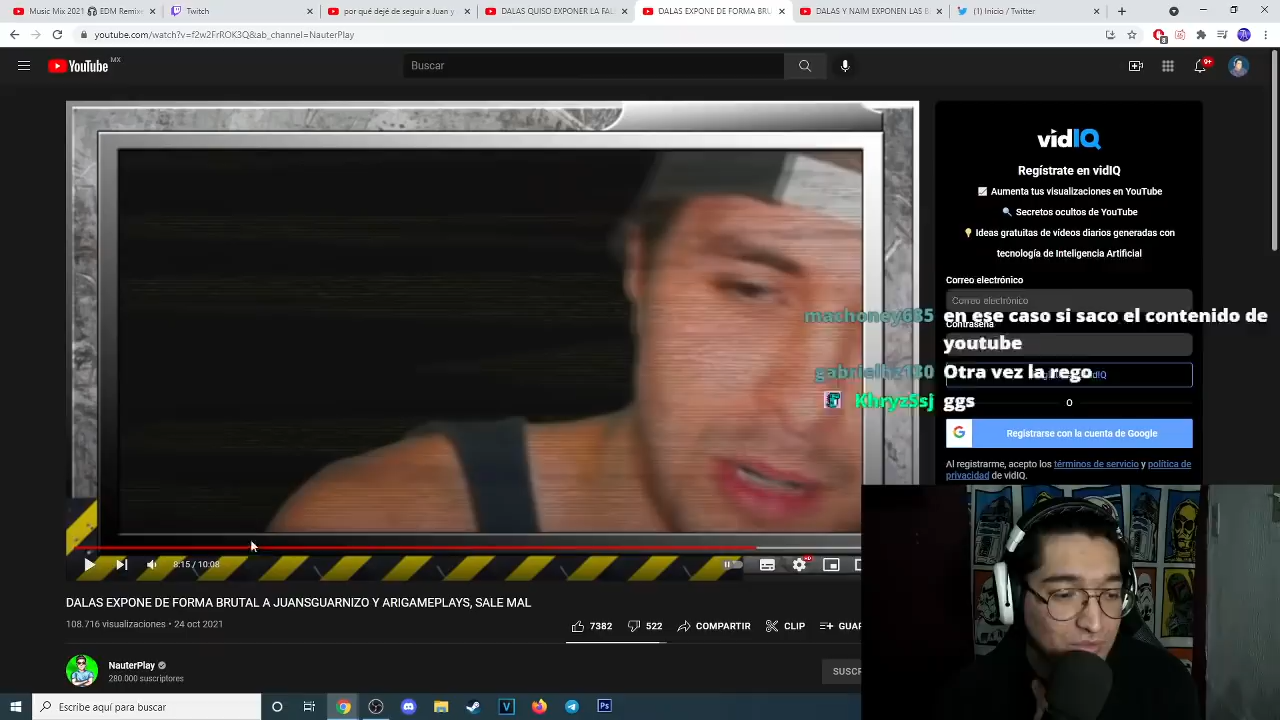 Music Mix 2021 🎧 EDM Remixe
Twitch
por qué dejé de seguir a Juan y
DALAS QUISO EXPONER LA FAL
DALAS EXPONE DE FORMA BRU
DALAS Y NAIM EXPONEN LAS B
(1) Inicio / Twitter
youtube.com/watch?v=f2w2FrROK3Q&ab_channel=NauterPlay
YouTube MX
Buscar
9+
vidIQ
Regístrate en vidIQ
Aumenta tus visualizaciones en YouTube
Secretos ocultos de YouTube
Ideas gratuitas de vídeos diarios generadas con
tecnología de Inteligencia Artificial
Correo electrónico
Correo electrónico
machoney635 en ese caso si saco el contenido de
Contraseña
youtube
gabrielhz180 Otra vez la rego
KhryzSsj ggs
O
Registrarse con la cuenta de Google
Al registrarme, acepto los términos de servicio y política de
privacidad de vidIQ.
8:15 / 10:08
DALAS EXPONE DE FORMA BRUTAL A JUANSGUARNIZO Y ARIGAMEPLAYS, SALE MAL
108.716 visualizaciones • 24 oct 2021
7382
522
COMPARTIR
CLIP
GUAR
NauterPlay
280.000 suscriptores
SUSCR
Escribe aquí para buscar